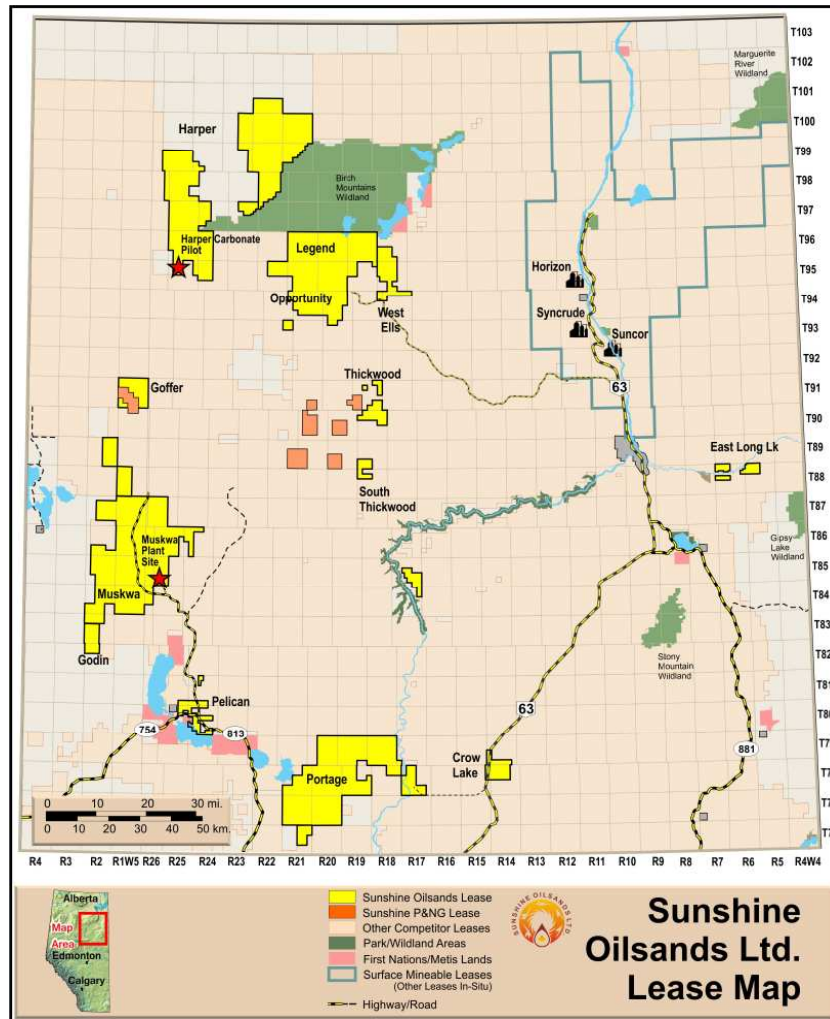 T103
T102
T101
T100
T99
T98
T97
T96
T95
T94
T93
T92
T91
T90
T89
T88
T87
T86
T85
T84
T83
T82
T81
T80
T7
T7
T7
T7
Marguerite
River
Wildland
Harper
Birch
Mountains
Wildland
Harper Carbonate
Pilot
Legend
Opportunity
West
Ells
Horizon
Syncrude
Suncor
63
Goffer
Thickwood
South
Thickwood
East Long Lk
Gipsy
Lake
Wildland
Muskwa
Plant
Site
Muskwa
Godin
Stony
Mountain
Wildland
Pelican
754
813
63
881
Portage
Crow
Lake
0 10 20 30 mi.
0 10 20 30 40 50 km.
R4 R3 R2 R1W5 R26 R25 R24 R23 R22 R21 R20 R19 R18 R17 R16 R15 R14 R13 R12 R11 R10 R9 R8 R7 R6 R5 R4W4
Alberta
Map
Area
Edmonton
Calgary
Sunshine Oilsands Lease
Sunshine P&NG Lease
Other Competitor Leases
Park/Wildland Areas
First Nations/Metis Lands
Surface Mineable Leases
(Other Leases In-Situ)
Highway/Road
SUNSHINE OILSANDS LTD
Sunshine
Oilsands Ltd.
Lease Map